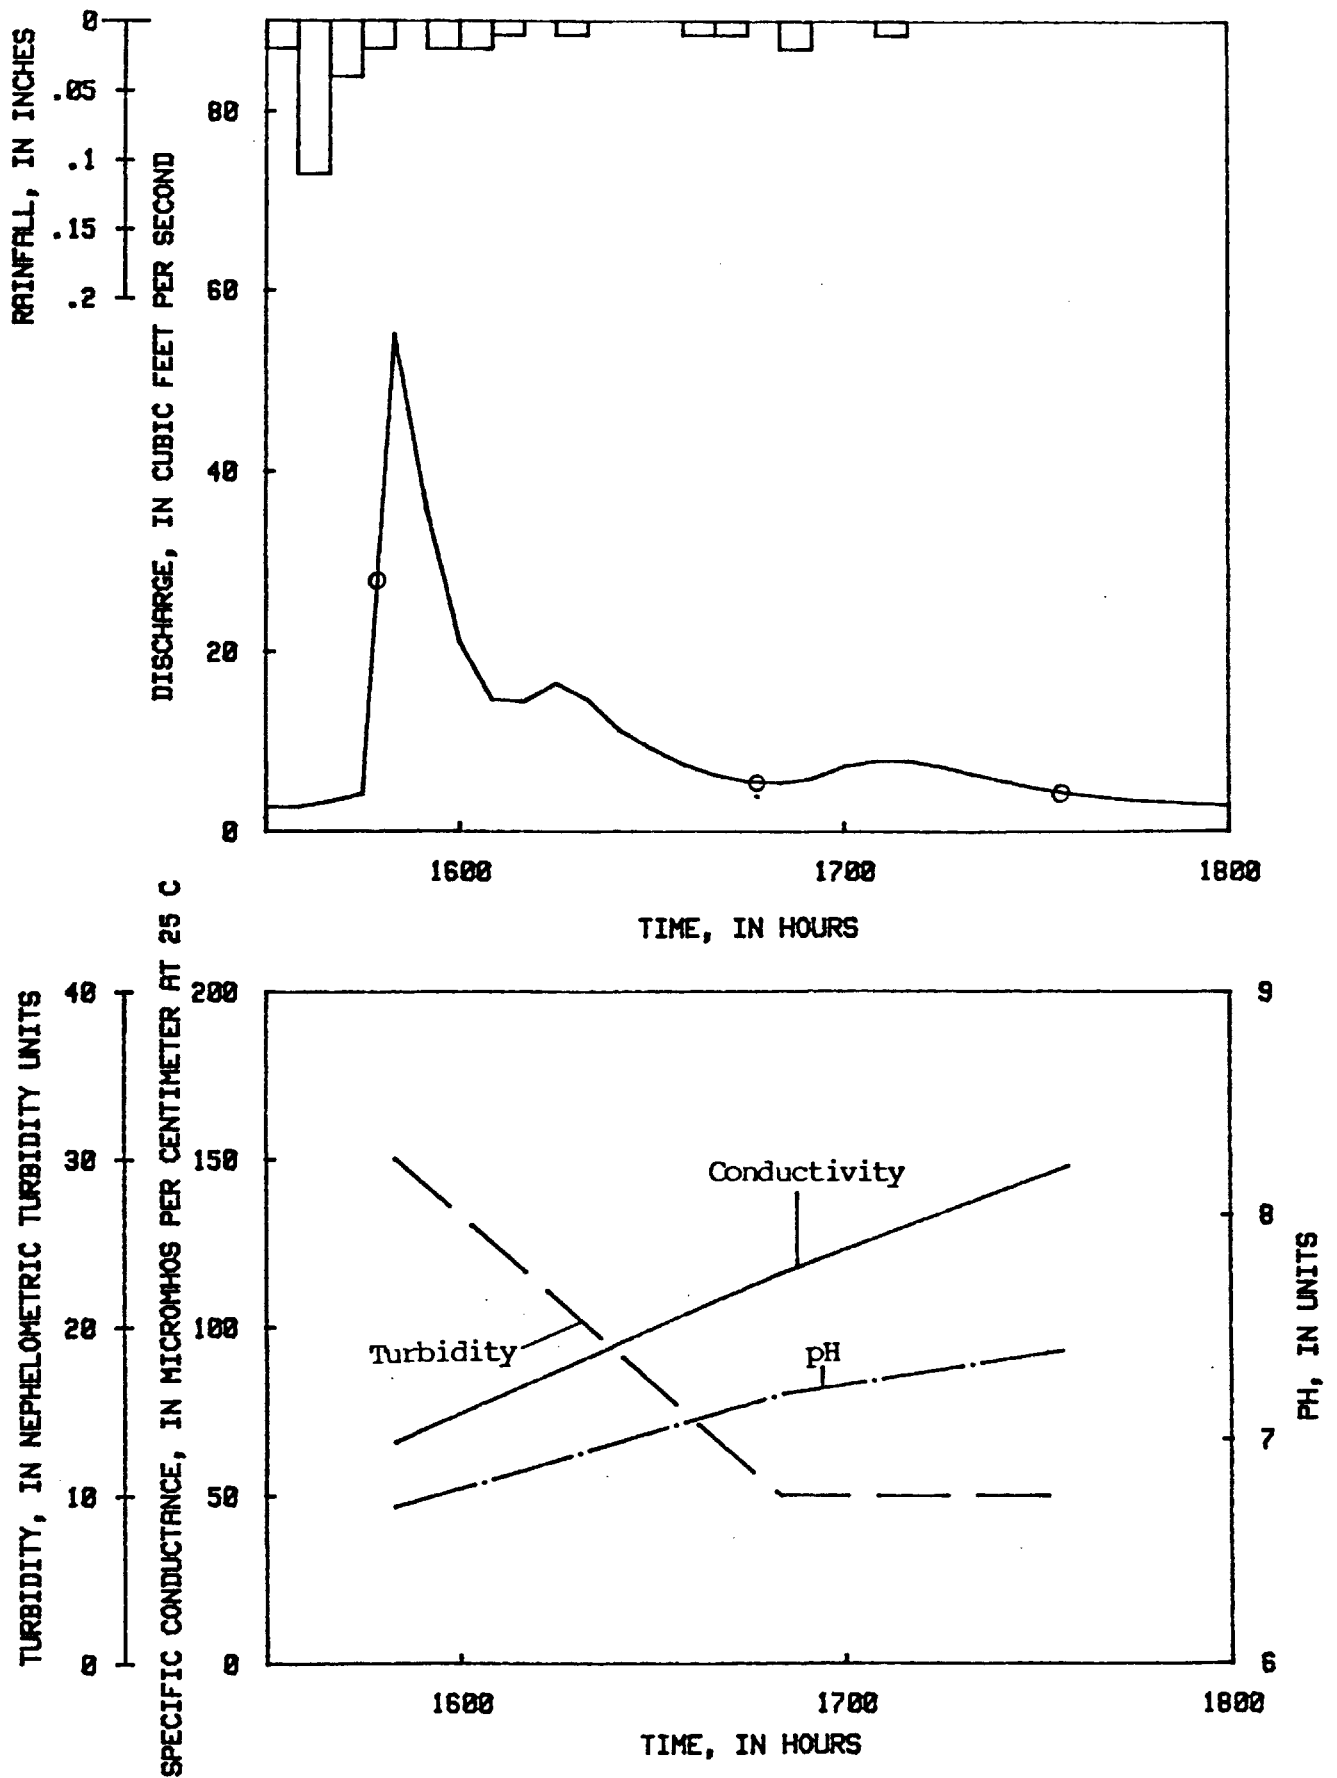 RAINFALL, IN INCHES
0
.05
.1
.15
.2
DISCHARGE, IN CUBIC FEET PER SECOND
80
60
40
20
0
1600 1700 1800
TIME, IN HOURS
TURBIDITY, IN NEPHELOMETRIC TURBIDITY UNITS
40
30
20
10
0
SPECIFIC CONDUCTANCE, IN MICROMHOS PER CENTIMETER AT 25 C
200
150
100
50
0
Conductivity
Turbidity
pH
9
8
7
6
PH, IN UNITS
1600 1700 1800
TIME, IN HOURS